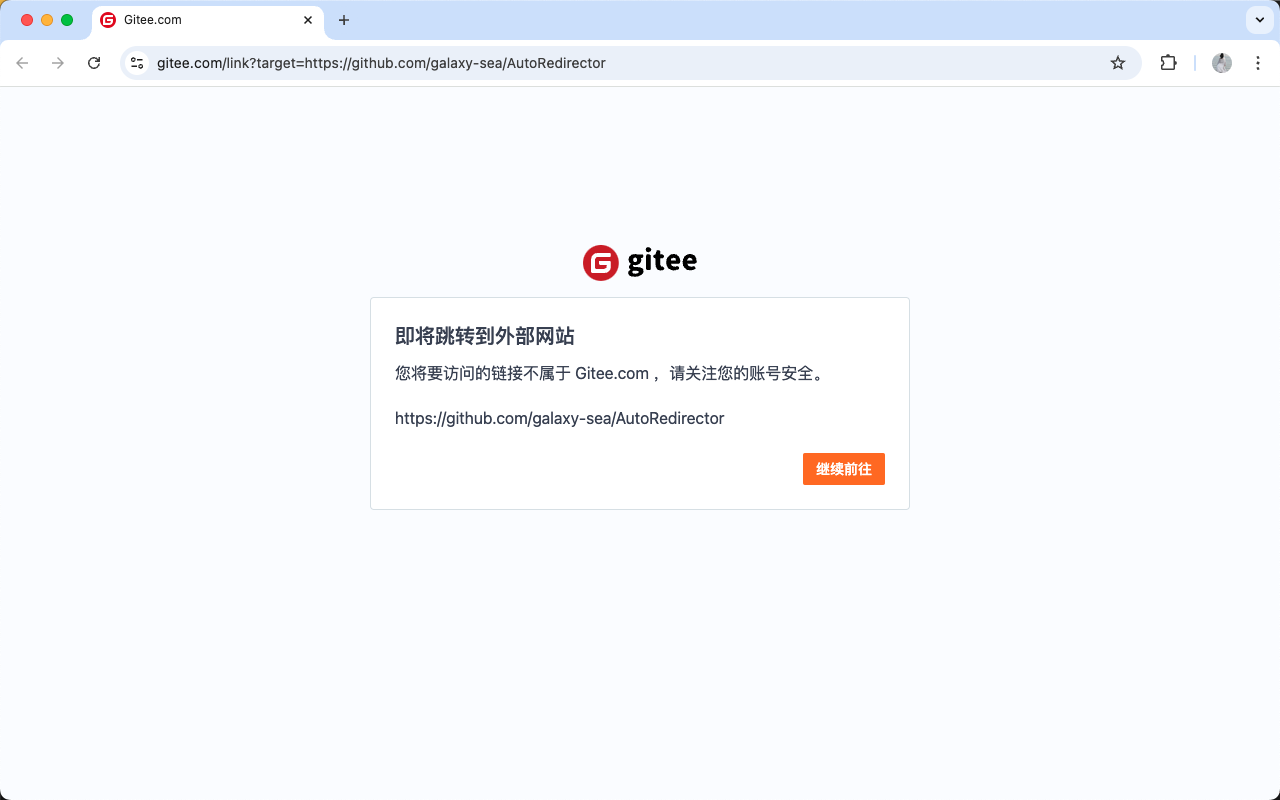 Gitee.com
gitee.com/link?target=https://github.com/galaxy-sea/AutoRedirector
gitee
即将跳转到外部网站
您将要访问的链接不属于 Gitee.com ，请关注您的账号安全。
https://github.com/galaxy-sea/AutoRedirector
继续前往